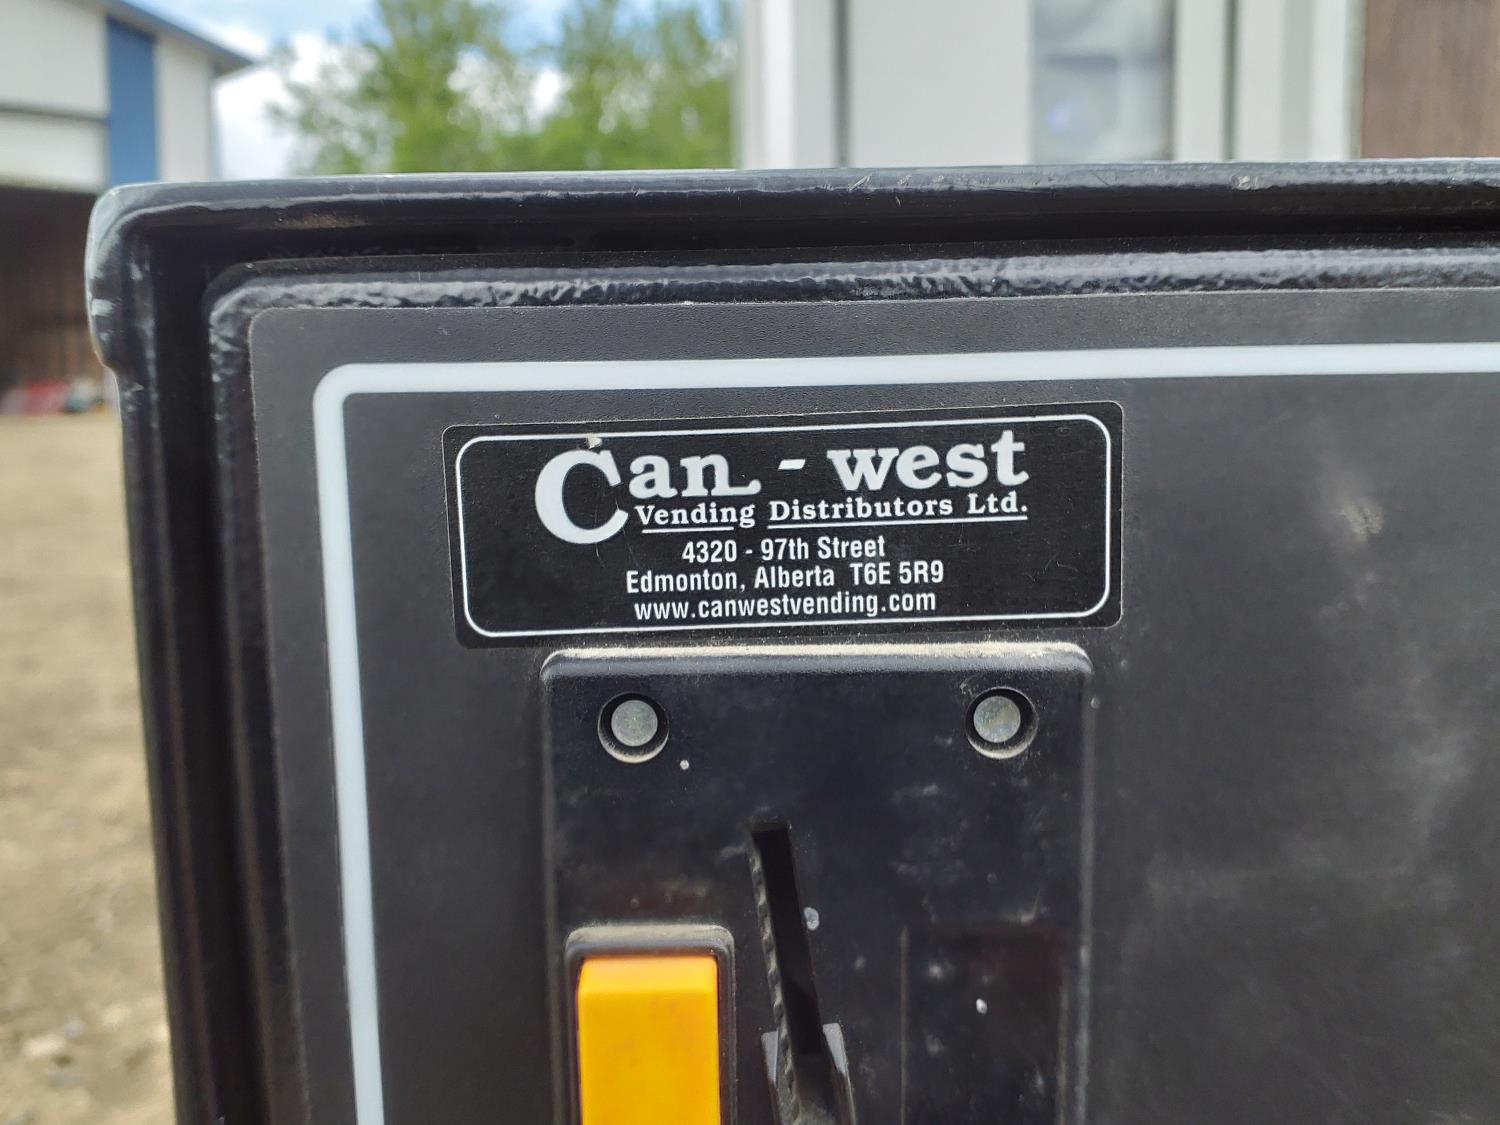 Can - west
Vending Distributors Ltd.
4320 - 97th Street
Edmonton, Alberta T6E 5R9
www.canwestvending.com